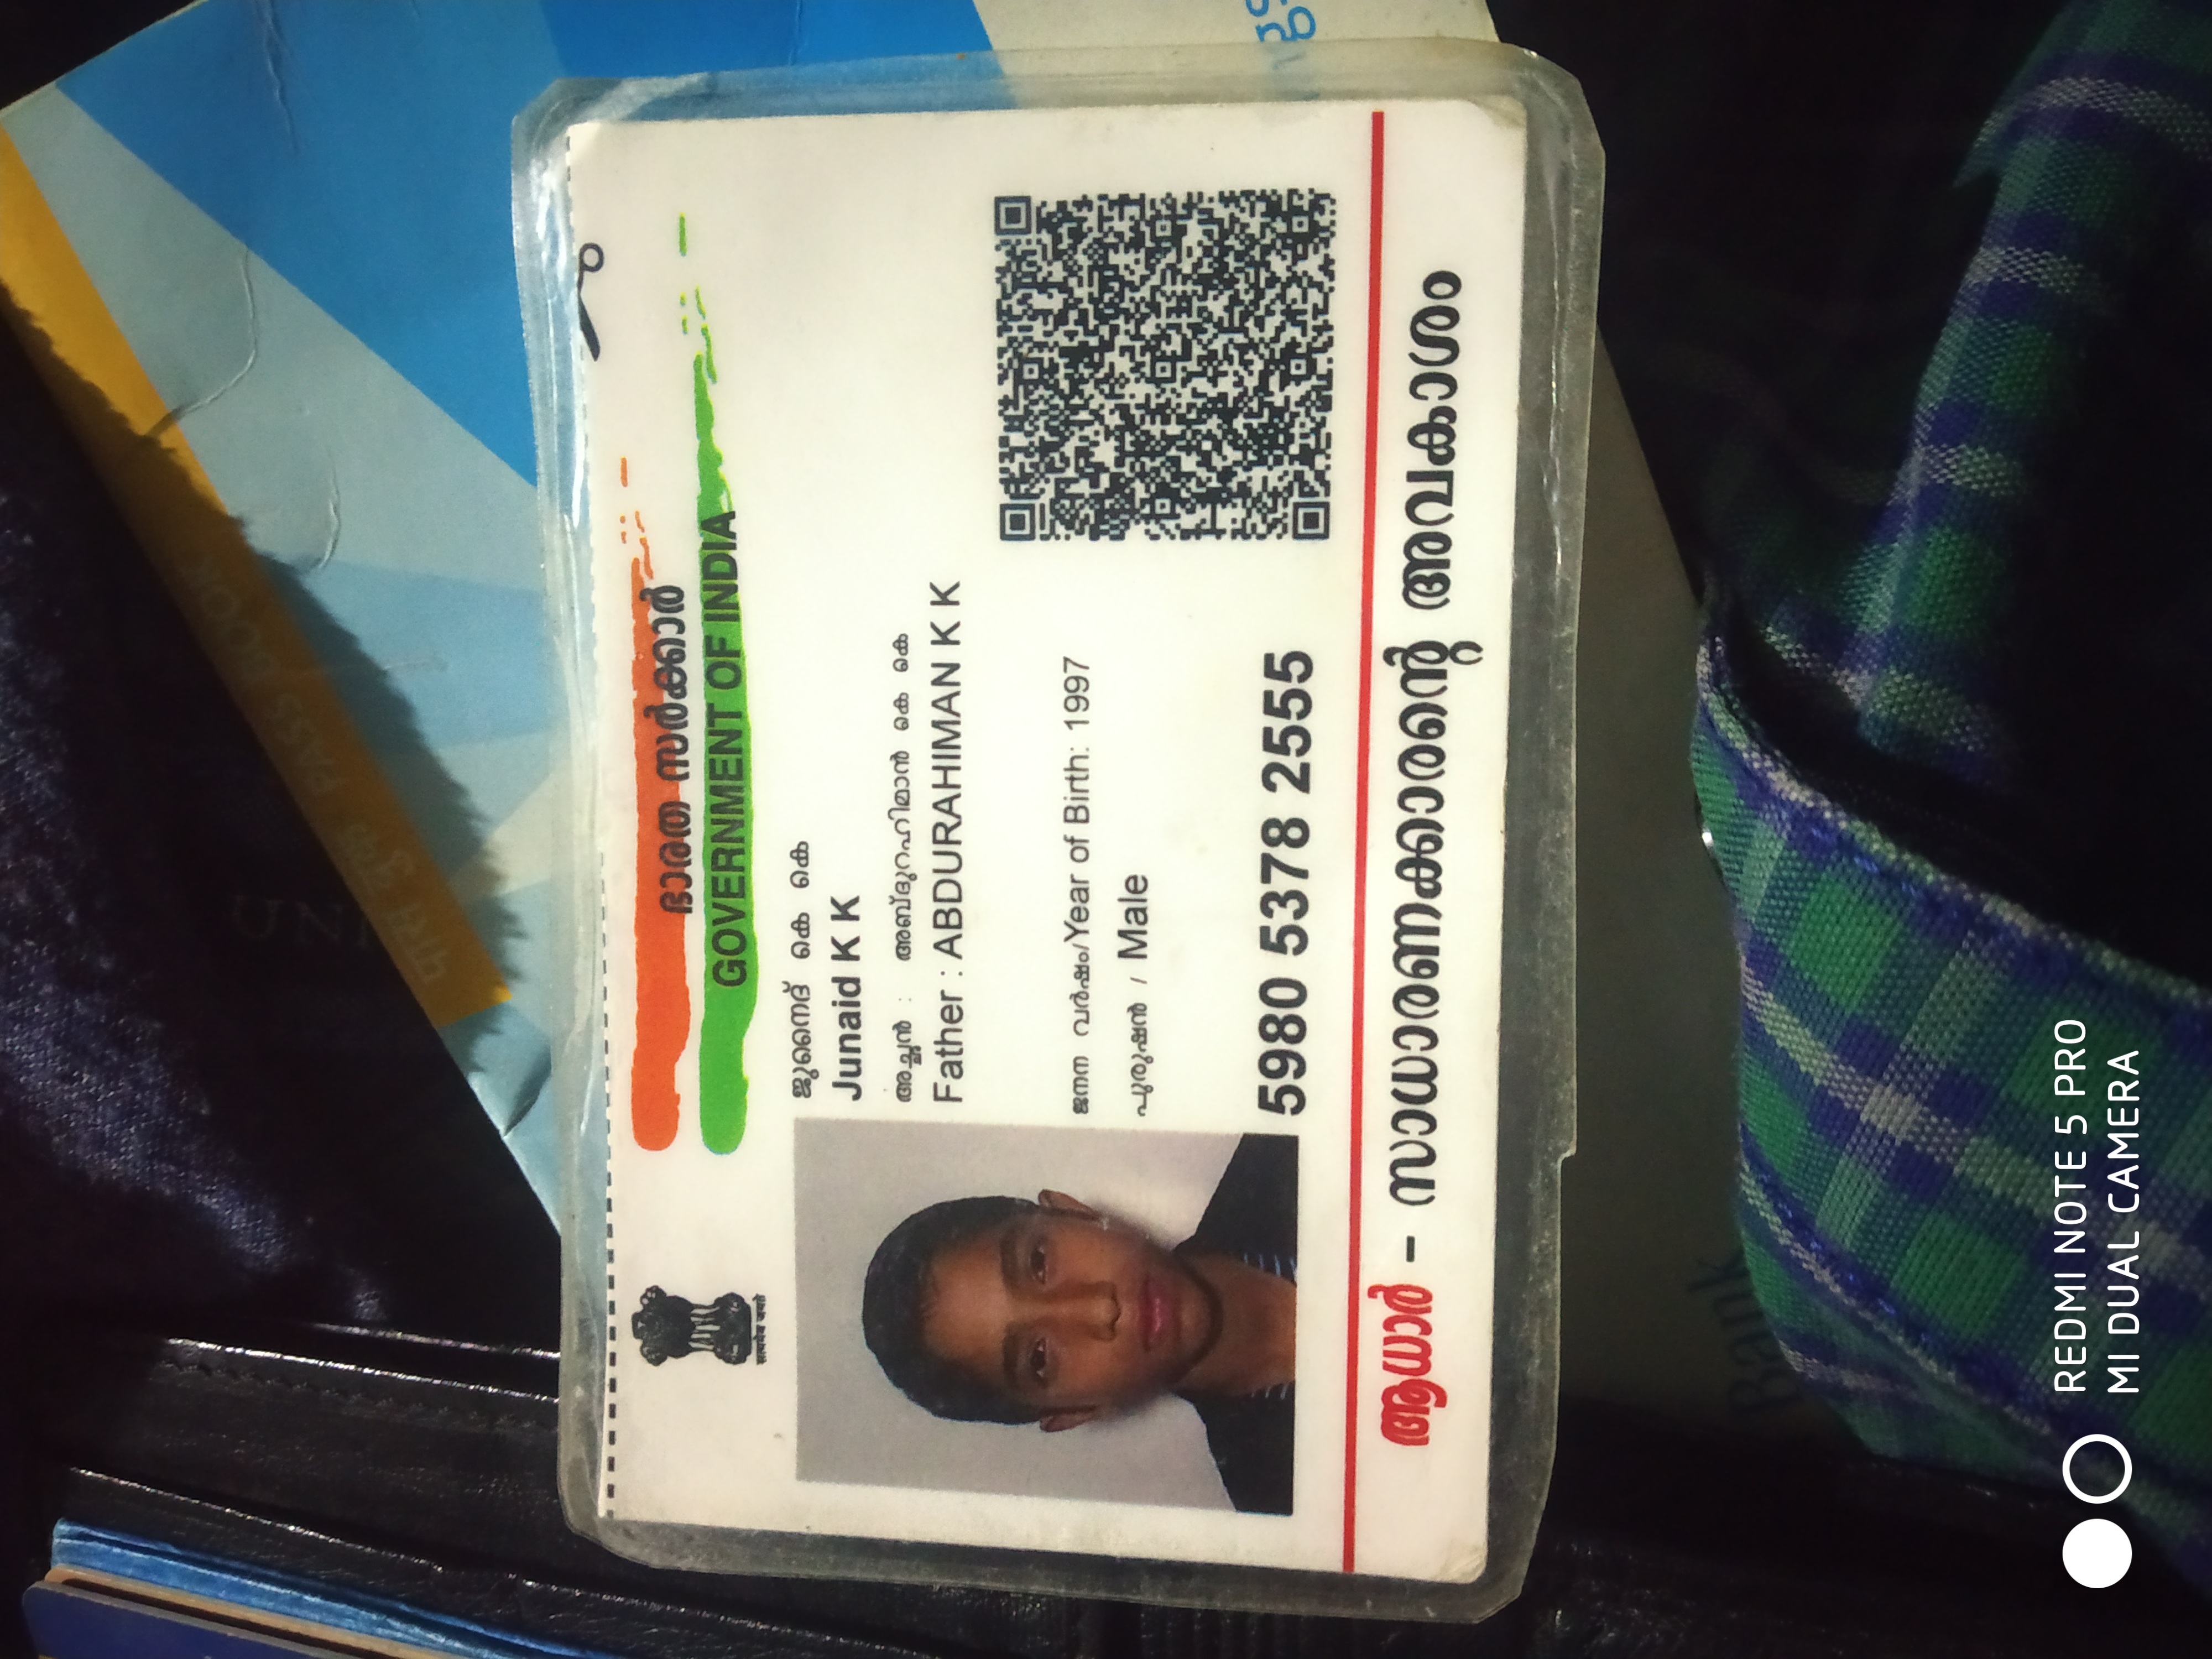 पास बुक PASS BOOK
UN
ഭാരത സർക്കാർ
GOVERNMENT OF INDIA
सत्यमेव जयते
ജുനൈദ് കെ കെ
Junaid K K
അച്ഛൻ : അബ്ദുറഹിമാൻ കെ കെ
Father : ABDURAHIMAN K K
ജനന വർഷം/Year of Birth: 1997
പുരുഷൻ / Male
5980 5378 2555
ആധാർ - സാധാരണക്കാരന്റെ അവകാശം
Bank
REDMI NOTE 5 PRO
MI DUAL CAMERA